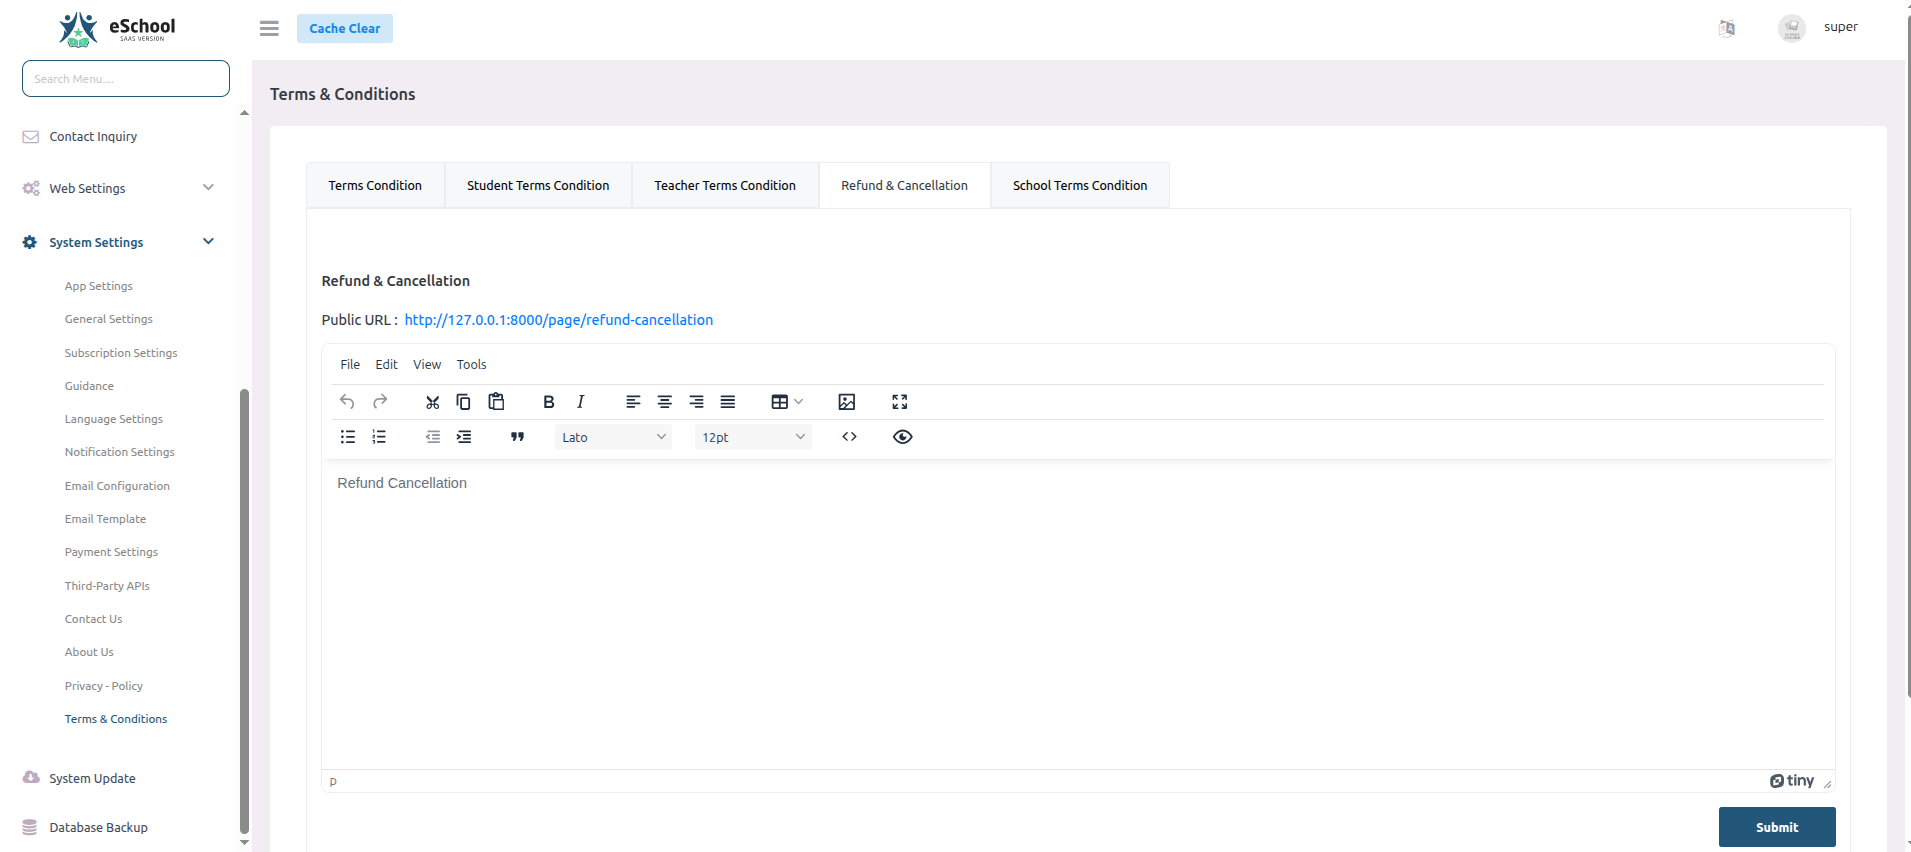 eSchool
SAAS VERSION
Cache Clear
super
Search Menu....
Contact Inquiry
Web Settings
System Settings
App Settings
General Settings
Subscription Settings
Guidance
Language Settings
Notification Settings
Email Configuration
Email Template
Payment Settings
Third-Party APIs
Contact Us
About Us
Privacy - Policy
Terms & Conditions
System Update
Database Backup
Terms & Conditions
Terms Condition
Student Terms Condition
Teacher Terms Condition
Refund & Cancellation
School Terms Condition
Refund & Cancellation
Public URL : http://127.0.0.1:8000/page/refund-cancellation
File Edit View Tools
Lato 12pt
Refund Cancellation
p
tiny
Submit